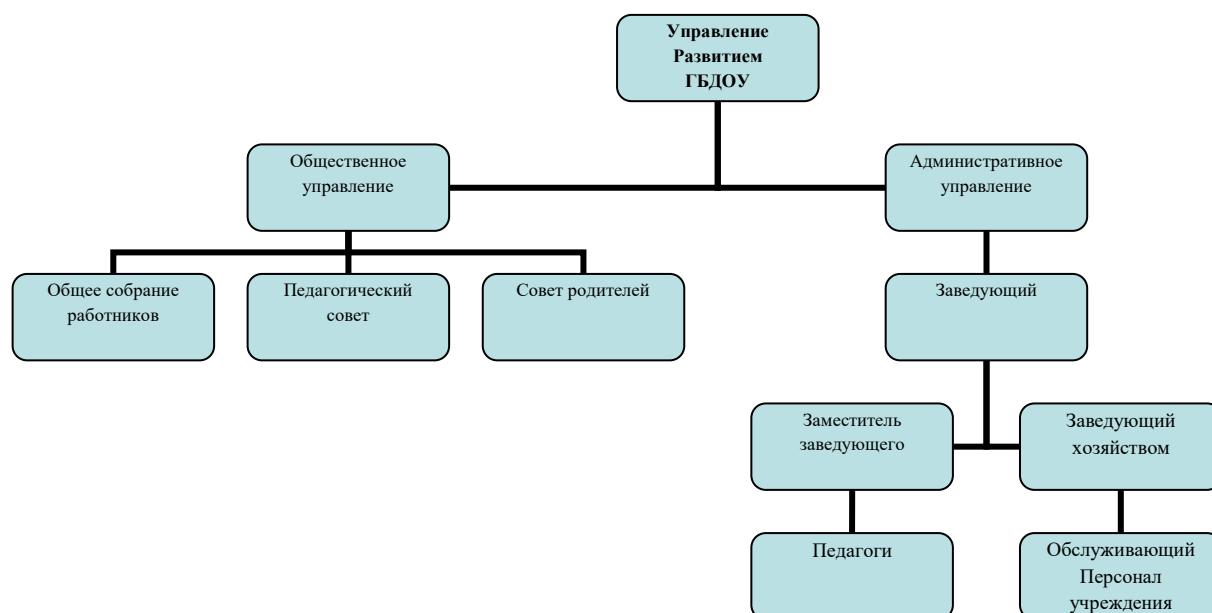 Управление
Развитием
ГБДОУ
Общественное
управление
Административное
управление
Общее собрание
работников
Педагогический
совет
Совет родителей
Заведующий
Заместитель
заведующего
Заведующий
хозяйством
Педагоги
Обслуживающий
Персонал
учреждения